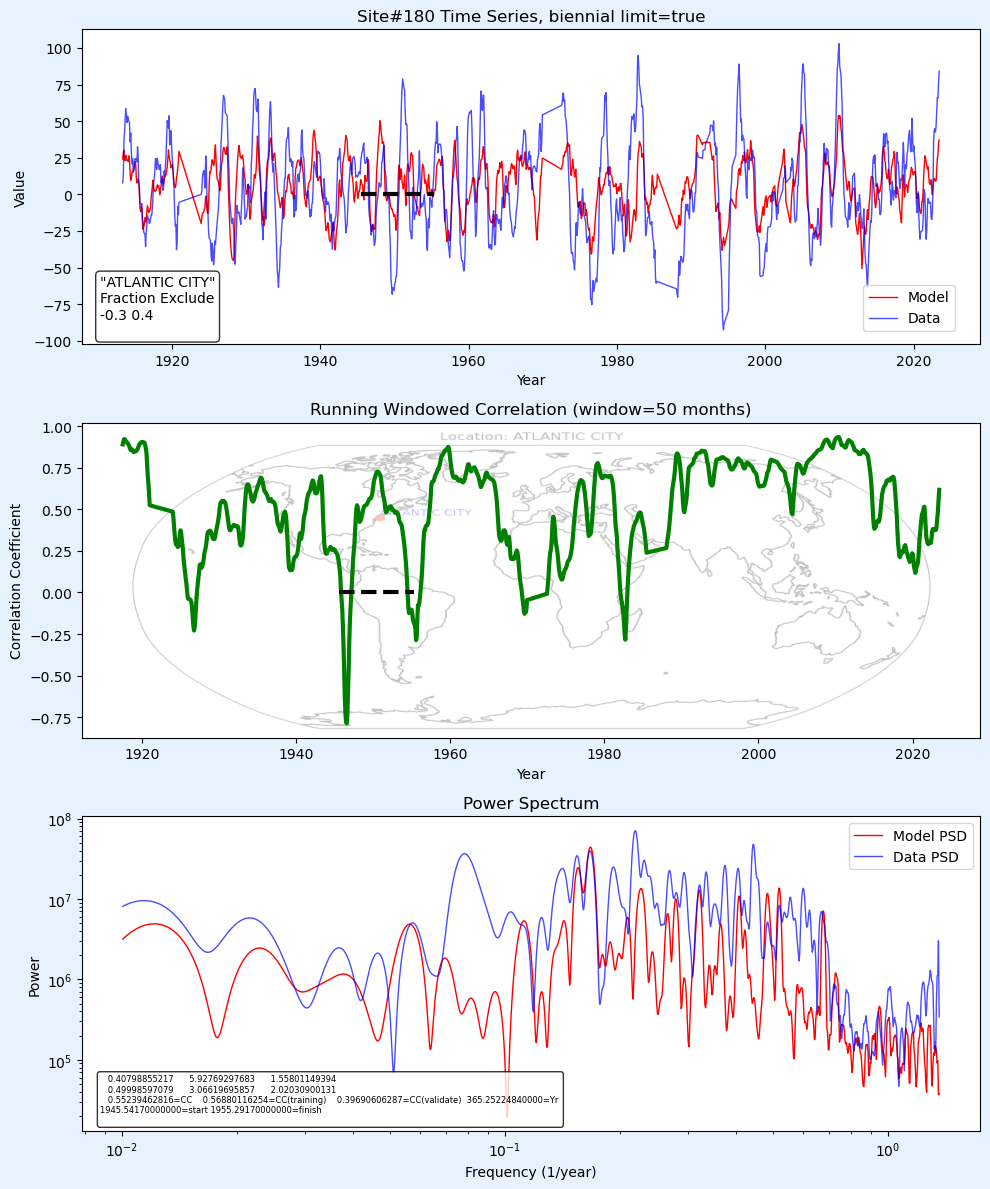 Site#180 Time Series, biennial limit=true
100
75
50
25
0
−25
−50
−75
−100
Value
"ATLANTIC CITY"
Fraction Exclude
-0.3 0.4
Model
Data
1920
1940
1960
1980
2000
2020
Year
Running Windowed Correlation (window=50 months)
1.00
0.75
0.50
0.25
0.00
−0.25
−0.50
−0.75
Correlation Coefficient
Location: ATLANTIC CITY
ATLANTIC CITY
1920
1940
1960
1980
2000
2020
Year
Power Spectrum
10^8
10^7
10^6
10^5
Power
Model PSD
Data PSD
0.40798855217 5.92769297683 1.55801149394
0.49998597079 3.06619695857 2.02030900131
0.55239462816=CC 0.56880116254=CC(training) 0.39690606287=CC(validate) 365.25224840000=Yr
1945.54170000000=start 1955.29170000000=finish
10^−2
10^−1
10^0
Frequency (1/year)